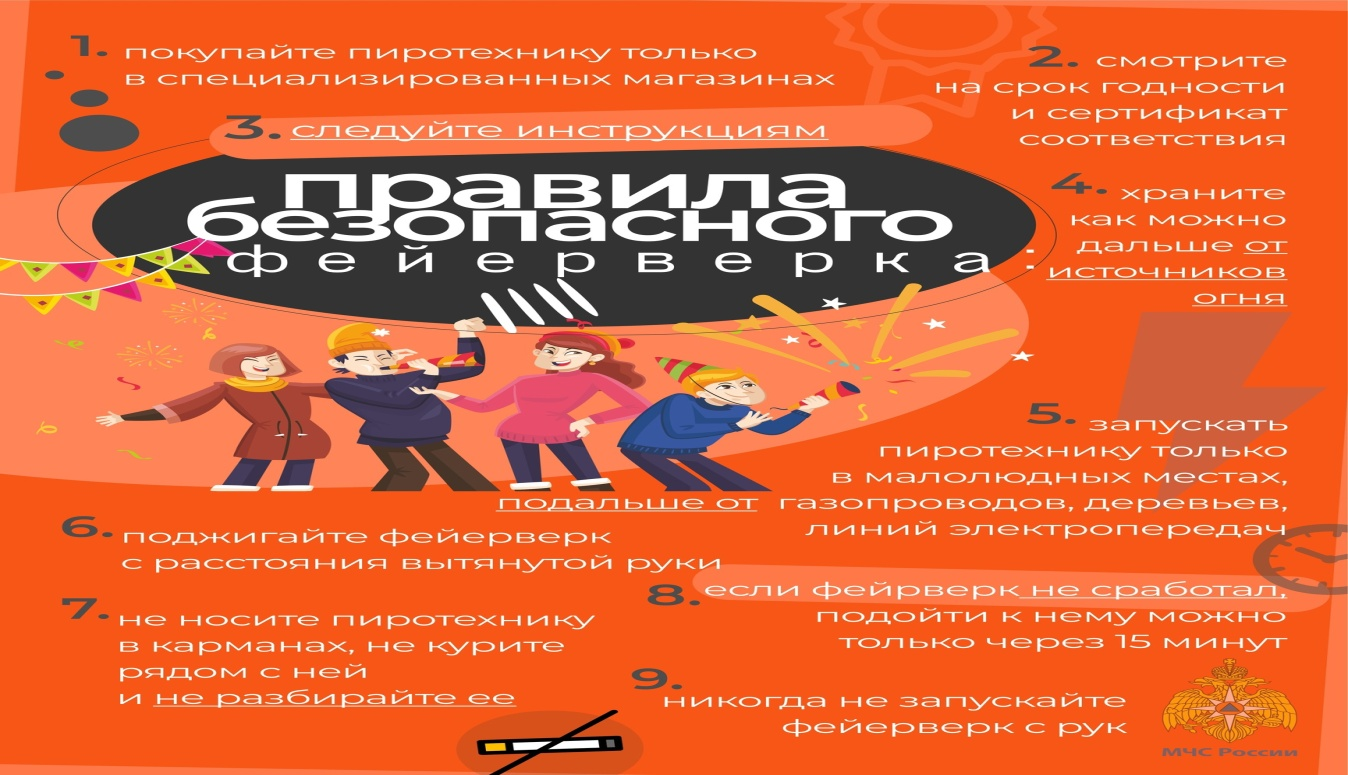 1. покупайте пиротехнику только
в специализированных магазинах
2. смотрите
на срок годности
и сертификат
соответствия
3. следуйте инструкциям
правила
безопасного
фейерверка:
4. храните
как можно
дальше от
источников
огня
5. запускать
пиротехнику только
в малолюдных местах,
подальше от газопроводов, деревьев,
линий электропередач
6. поджигайте фейерверк
с расстояния вытянутой руки
7. не носите пиротехнику
в карманах, не курите
рядом с ней
и не разбирайте ее
8. если фейрверк не сработал,
подойти к нему можно
только через 15 минут
9. никогда не запускайте
фейерверк с рук
МЧС России